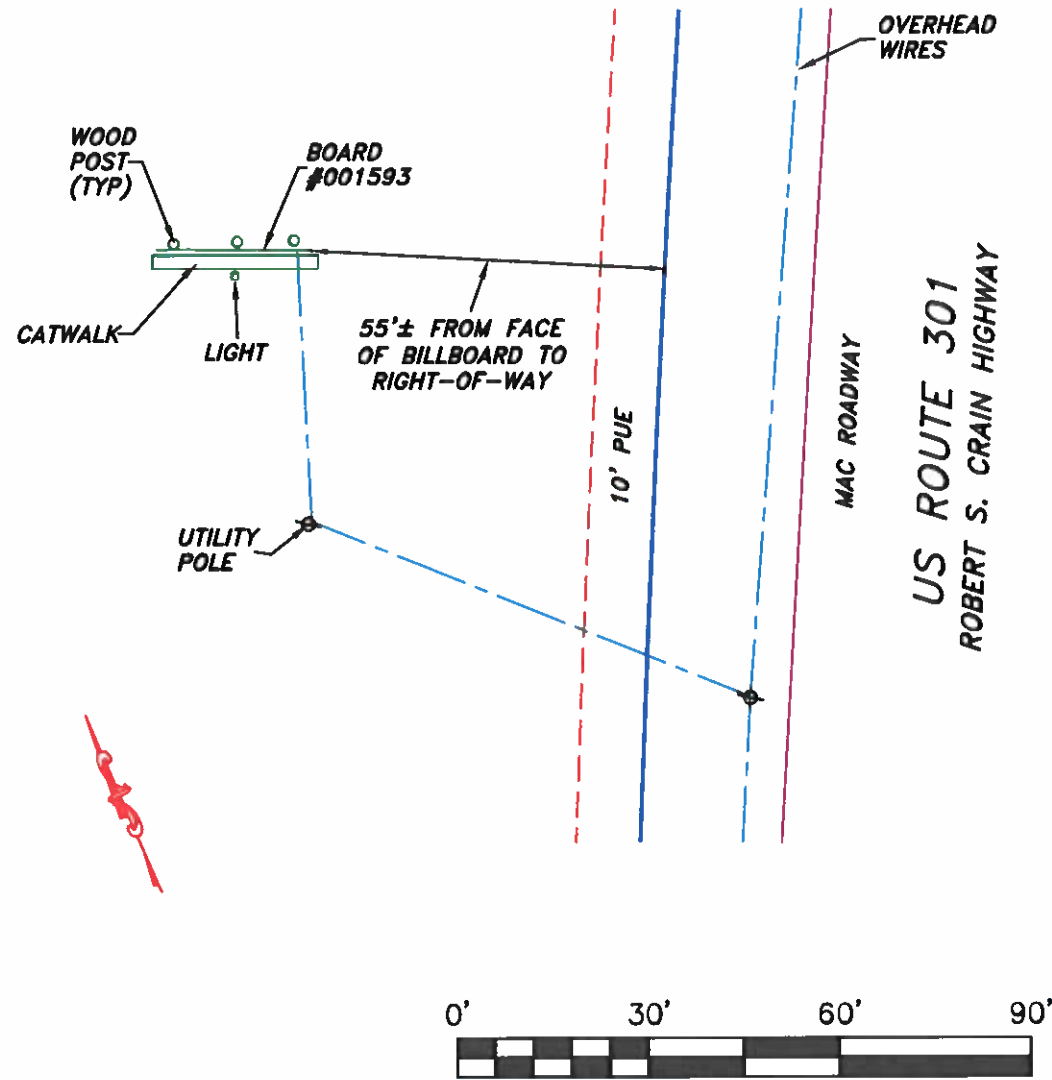 OVERHEAD
WIRES
WOOD
POST
(TYP)
BOARD
#001593
CATWALK
LIGHT
55'± FROM FACE
OF BILLBOARD TO
RIGHT-OF-WAY
10' PUE
MAC ROADWAY
US ROUTE 301
ROBERT S. CRAIN HIGHWAY
UTILITY
POLE
0' 30' 60' 90'